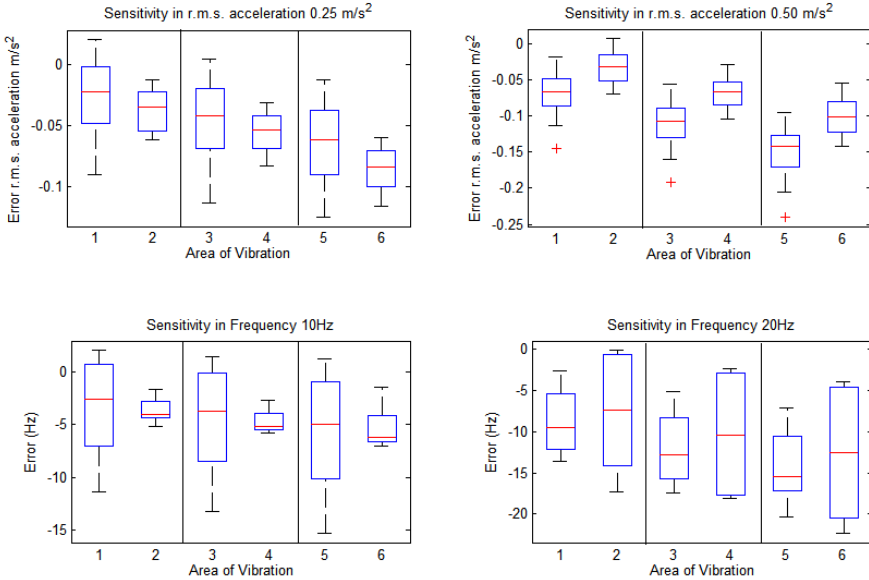 Sensitivity in r.m.s. acceleration 0.25 m/s²
Error r.m.s. acceleration m/s²
0
-0.05
-0.1
1 2 3 4 5 6
Area of Vibration
Sensitivity in r.m.s. acceleration 0.50 m/s²
Error r.m.s. acceleration m/s²
0
-0.05
-0.1
-0.15
-0.2
-0.25
1 2 3 4 5 6
Area of Vibration
Sensitivity in Frequency 10Hz
Error (Hz)
0
-5
-10
-15
1 2 3 4 5 6
Area of Vibration
Sensitivity in Frequency 20Hz
Error (Hz)
0
-5
-10
-15
-20
1 2 3 4 5 6
Area of Vibration